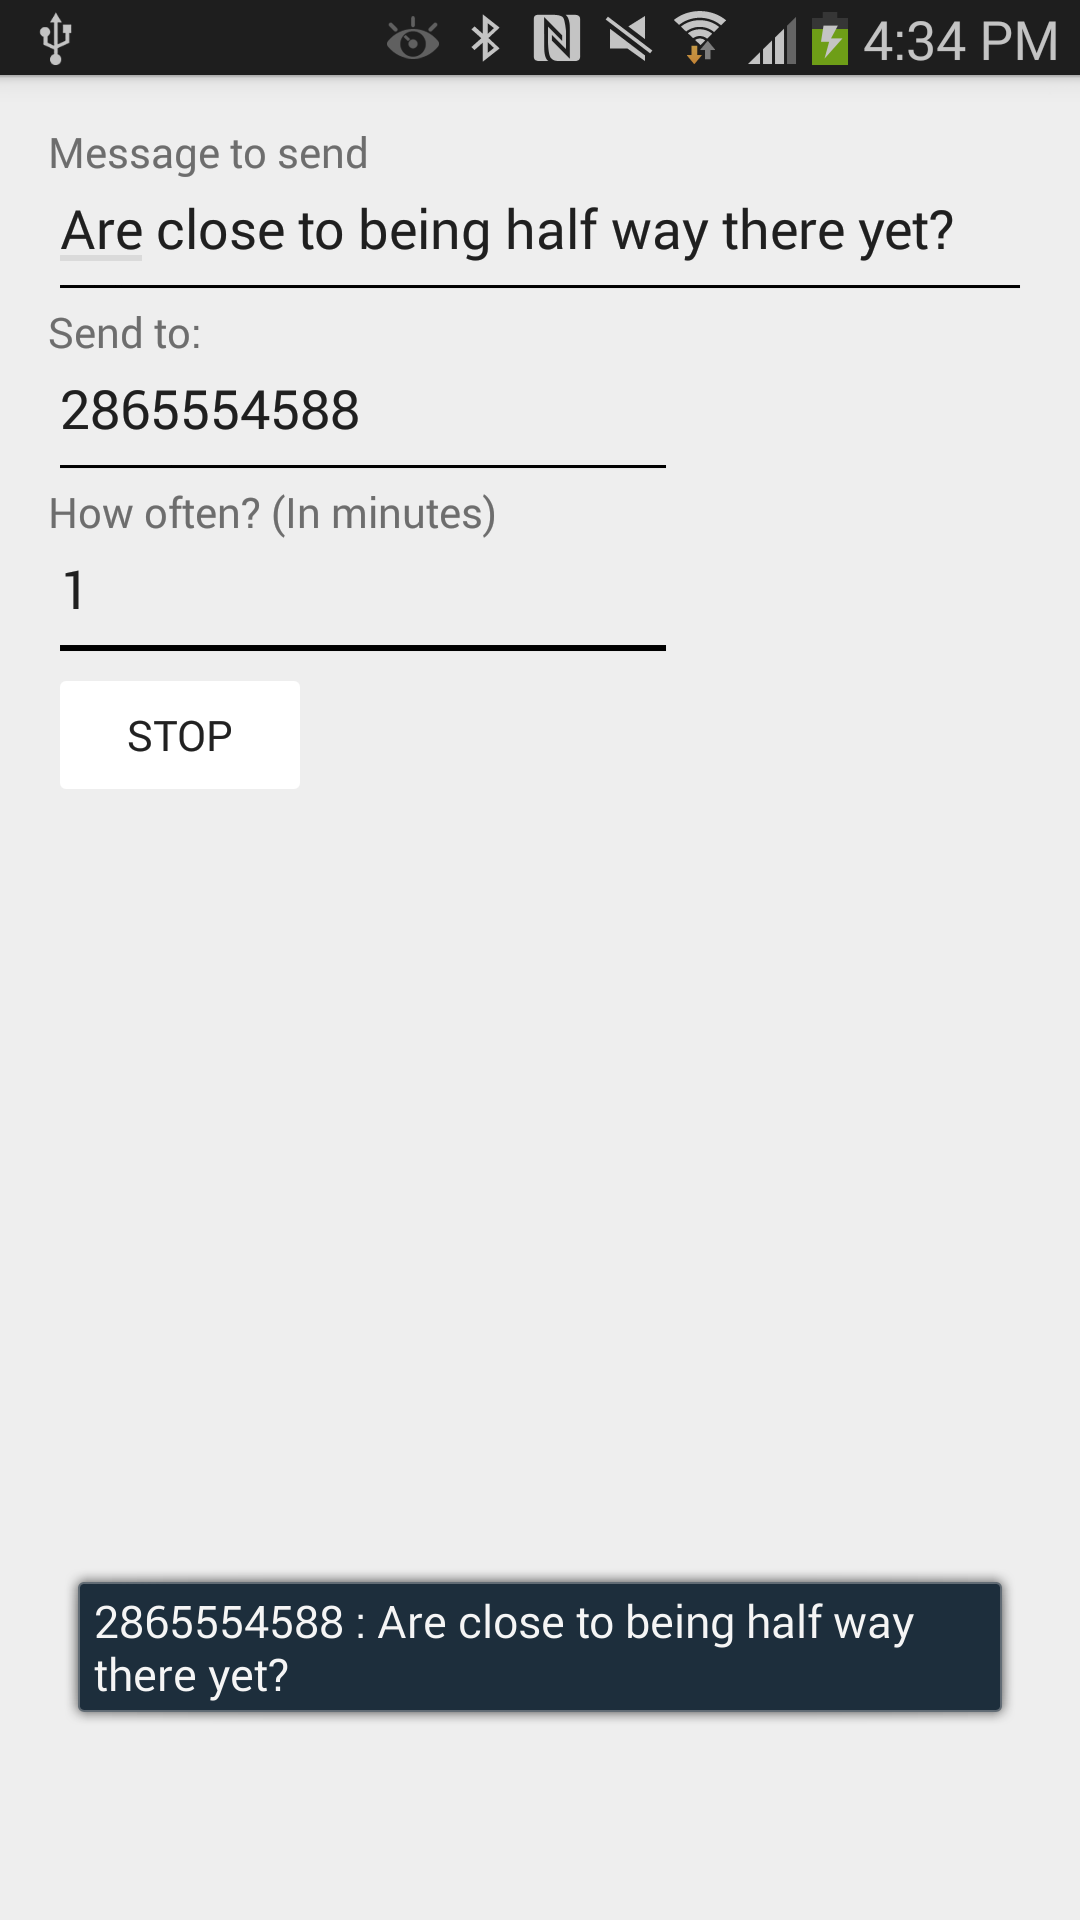 4:34 PM
Message to send
Are close to being half way there yet?
Send to:
2865554588
How often? (In minutes)
1
STOP
2865554588 : Are close to being half way
there yet?